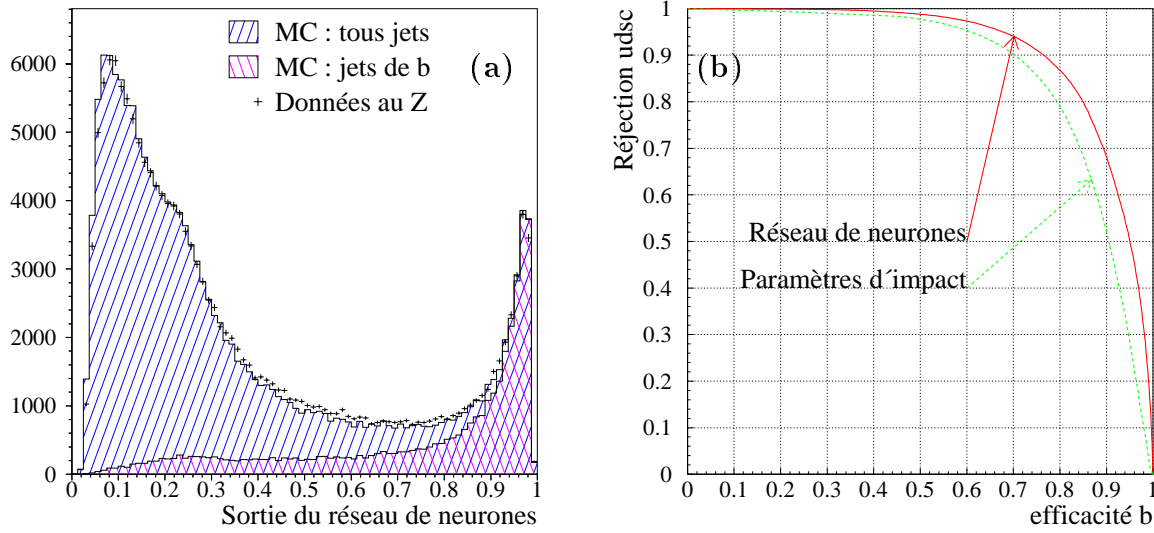 MC : tous jets
MC : jets de b
Données au Z
(a)
6000
5000
4000
3000
2000
1000
0
0 0.1 0.2 0.3 0.4 0.5 0.6 0.7 0.8 0.9 1
Sortie du réseau de neurones
Réjection udsc
(b)
1
0.9
0.8
0.7
0.6
0.5
0.4
0.3
0.2
0.1
0
Réseau de neurones
Paramètres d´impact
0 0.1 0.2 0.3 0.4 0.5 0.6 0.7 0.8 0.9 1
efficacité b